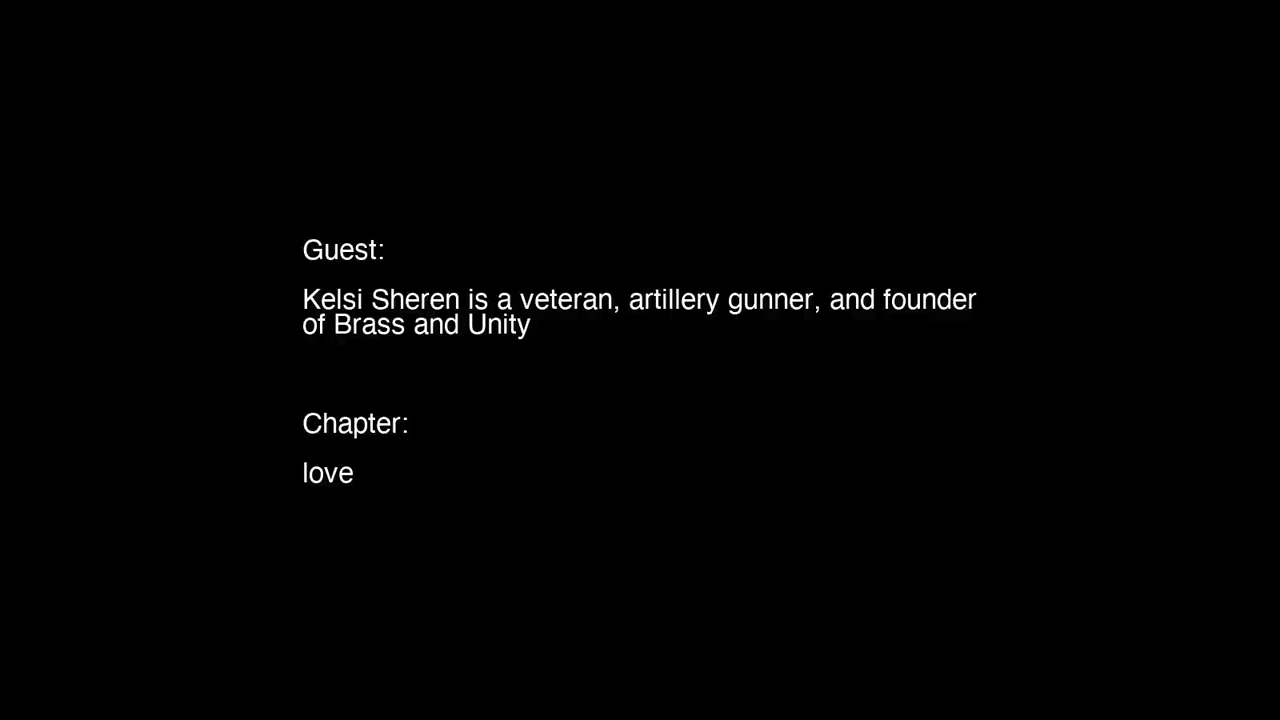 Guest:
Kelsi Sheren is a veteran, artillery gunner, and founder
of Brass and Unity
Chapter:
love